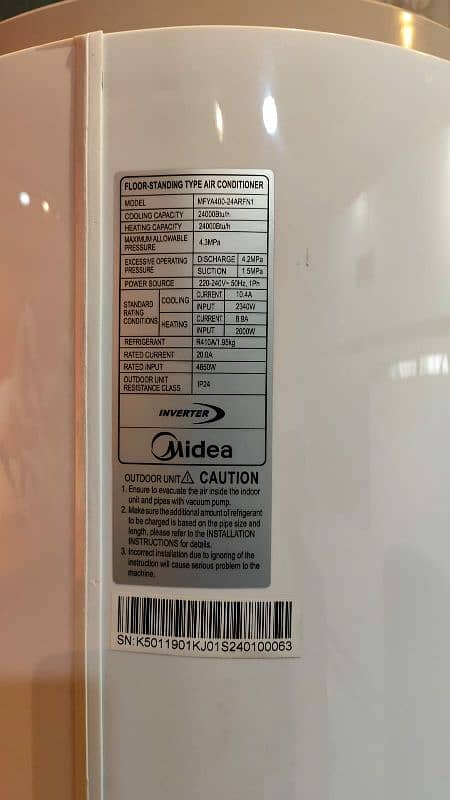 FLOOR-STANDING TYPE AIR CONDITIONER
MODEL MFYA400-24ARFN1
COOLING CAPACITY 24000Btu/h
HEATING CAPACITY 24000Btu/h
MAXIMUM ALLOWABLE PRESSURE 4.3MPa
EXCESSIVE OPERATING PRESSURE DISCHARGE 4.2MPa
SUCTION 1.5MPa
POWER SOURCE 220-240V~ 50Hz, 1Ph
STANDARD RATING CONDITIONS COOLING CURRENT 10.4A
INPUT 2340W
HEATING CURRENT 8.9A
INPUT 2000W
REFRIGERANT R410A/1.95kg
RATED CURRENT 20.0A
RATED INPUT 4650W
OUTDOOR UNIT RESISTANCE CLASS IP24
INVERTER
Midea
OUTDOOR UNIT CAUTION
1. Ensure to evacuate the air inside the indoor
unit and pipes with vacuum pump.
2. Make sure the additional amount of refrigerant
to be charged is based on the pipe size and
length, please refer to the INSTALLATION
INSTRUCTIONS for details.
3. Incorrect installation due to ignoring of the
instruction will cause serious problem to the
machine.
SN:K5011901KJ01S240100063